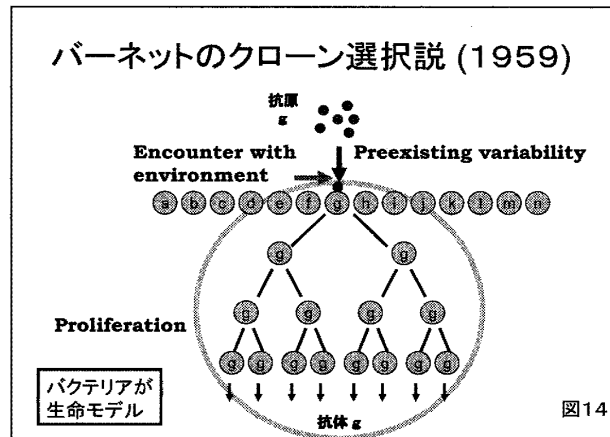 バーネットのクローン選択説 (1959)
抗原
g
Encounter with
environment
Preexisting variability
a b c d e f g h i j k l m n
g g
Proliferation
g g g g
g g g g g g g g
バクテリアが
生命モデル
抗体 g
図14